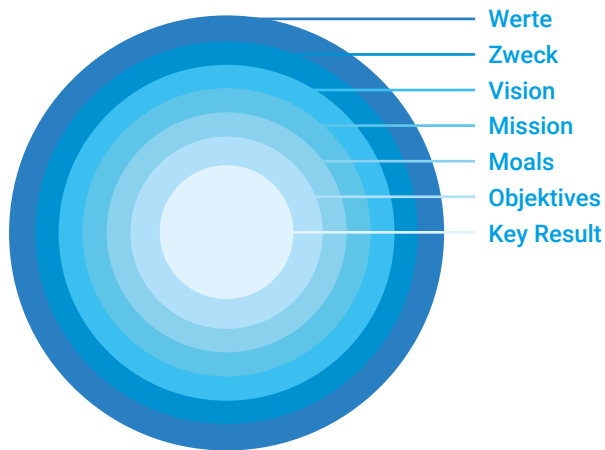 Werte
Zweck
Vision
Mission
Moals
Objektives
Key Result